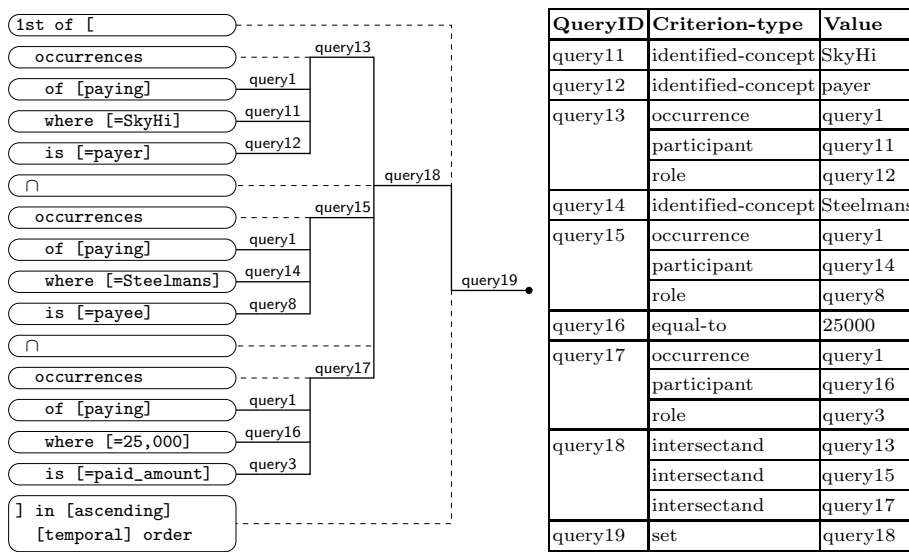 1st of [
occurrences
of [paying]
where [=SkyHi]
is [=payer]
∩
occurrences
of [paying]
where [=Steelmans]
is [=payee]
∩
occurrences
of [paying]
where [=25,000]
is [=paid_amount]
] in [ascending]
[temporal] order
query13
query1
query11
query12
query18
query15
query1
query14
query8
query19
query17
query1
query16
query3
QueryID Criterion-type Value
query11 identified-concept SkyHi
query12 identified-concept payer
query13 occurrence query1
participant query11
role query12
query14 identified-concept Steelmans
query15 occurrence query1
participant query14
role query8
query16 equal-to 25000
query17 occurrence query1
participant query16
role query3
query18 intersectand query13
intersectand query15
intersectand query17
query19 set query18